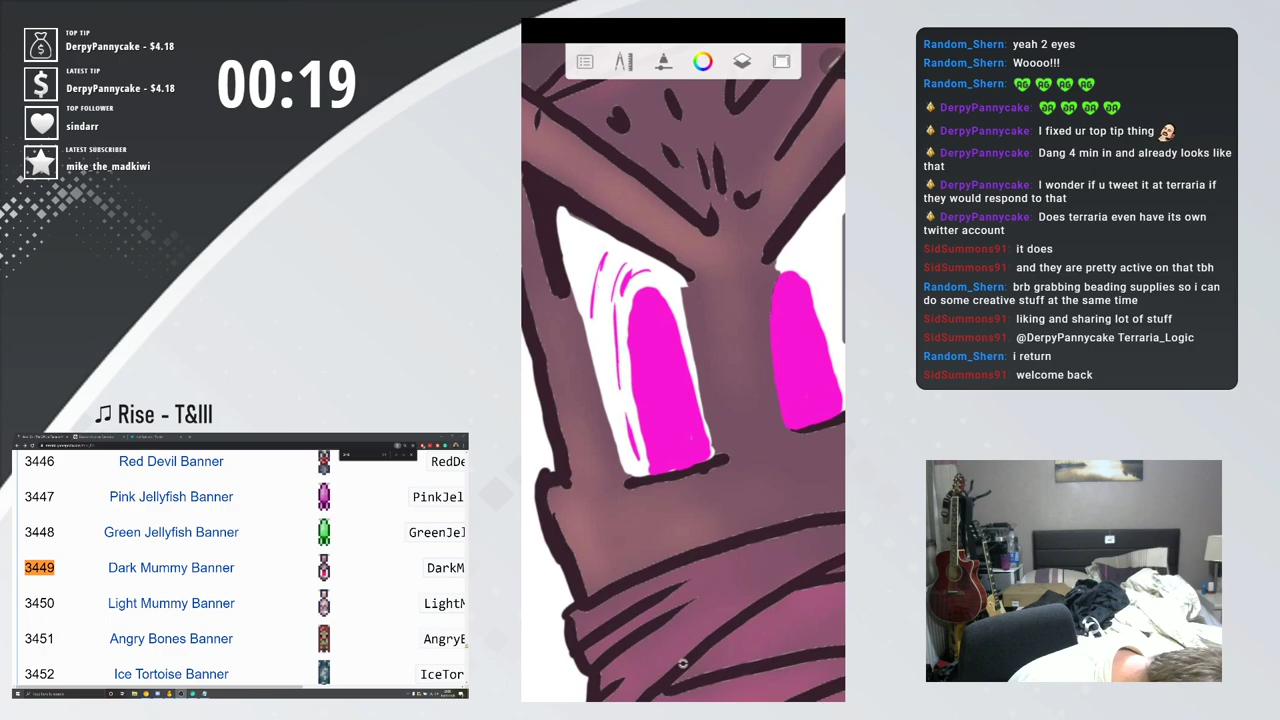 TOP TIP
DerpyPannycake - $4.18
LATEST TIP
DerpyPannycake - $4.18
TOP FOLLOWER
sindarr
LATEST SUBSCRIBER
mike_the_madkiwi
00:19
Rise - T&III
3446 Red Devil Banner RedDe
3447 Pink Jellyfish Banner PinkJel
3448 Green Jellyfish Banner GreenJel
3449 Dark Mummy Banner DarkM
3450 Light Mummy Banner LightM
3451 Angry Bones Banner AngryB
3452 Ice Tortoise Banner IceTor
Random_Shern: yeah 2 eyes
Random_Shern: Woooo!!!
Random_Shern:
DerpyPannycake:
DerpyPannycake: I fixed ur top tip thing
DerpyPannycake: Dang 4 min in and already looks like
that
DerpyPannycake: I wonder if u tweet it at terraria if
they would respond to that
DerpyPannycake: Does terraria even have its own
twitter account
SidSummons91: it does
SidSummons91: and they are pretty active on that tbh
Random_Shern: brb grabbing beading supplies so i can
do some creative stuff at the same time
SidSummons91: liking and sharing lot of stuff
SidSummons91: @DerpyPannycake Terraria_Logic
Random_Shern: i return
SidSummons91: welcome back